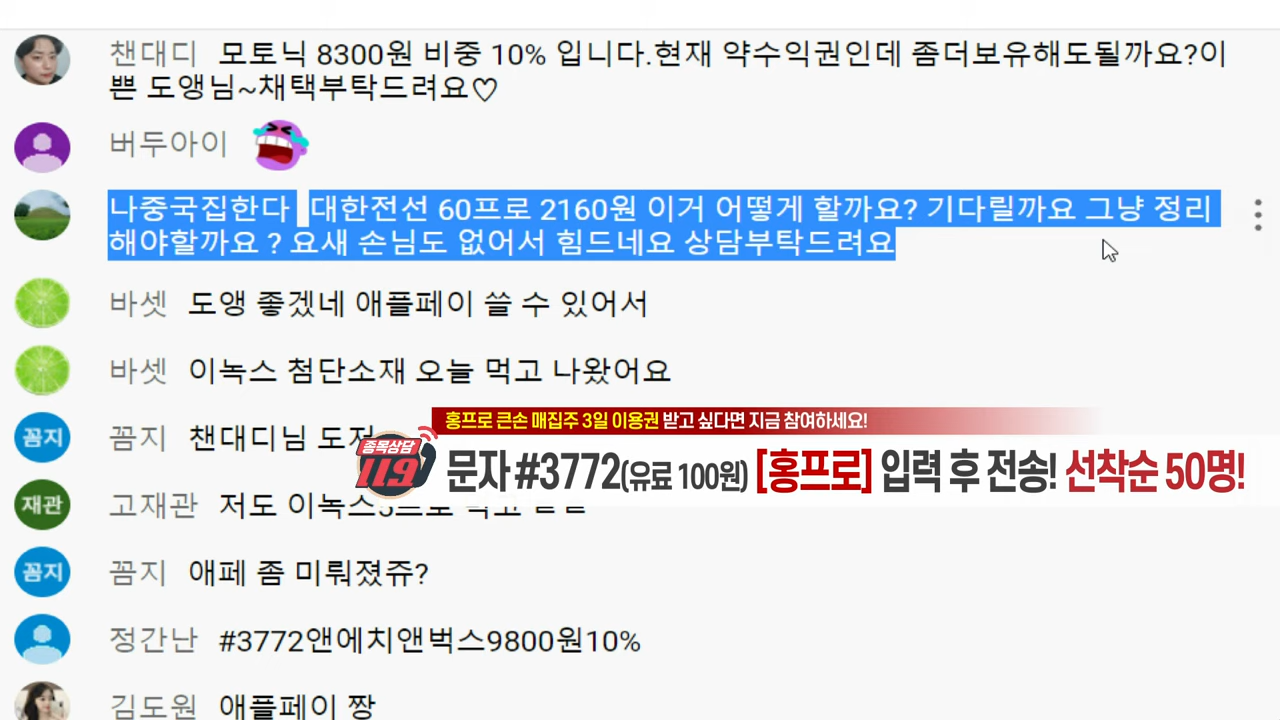 챈대디 모토닉 8300원 비중 10% 입니다.현재 약수익권인데 좀더보유해도될까요?이
쁜 도앵님~채택부탁드려요♡
버두아이
나중국집한다 대한전선 60프로 2160원 이거 어떻게 할까요? 기다릴까요 그냥 정리
해야할까요 ? 요새 손님도 없어서 힘드네요 상담부탁드려요
바셋 도앵 좋겠네 애플페이 쓸 수 있어서
바셋 이녹스 첨단소재 오늘 먹고 나왔어요
홍프로 큰손 매집주 3일 이용권 받고 싶다면 지금 참여하세요!
꼼지 꼼지 챈대디님
종목상담
119
문자 #3772(유료 100원) [홍프로] 입력 후 전송! 선착순 50명!
재관 고재관 저도
꼼지 꼼지 애페 좀 미뤄졌쥬?
정간난 #3772앤에치앤벅스9800원10%
김도원 애플페이 짱